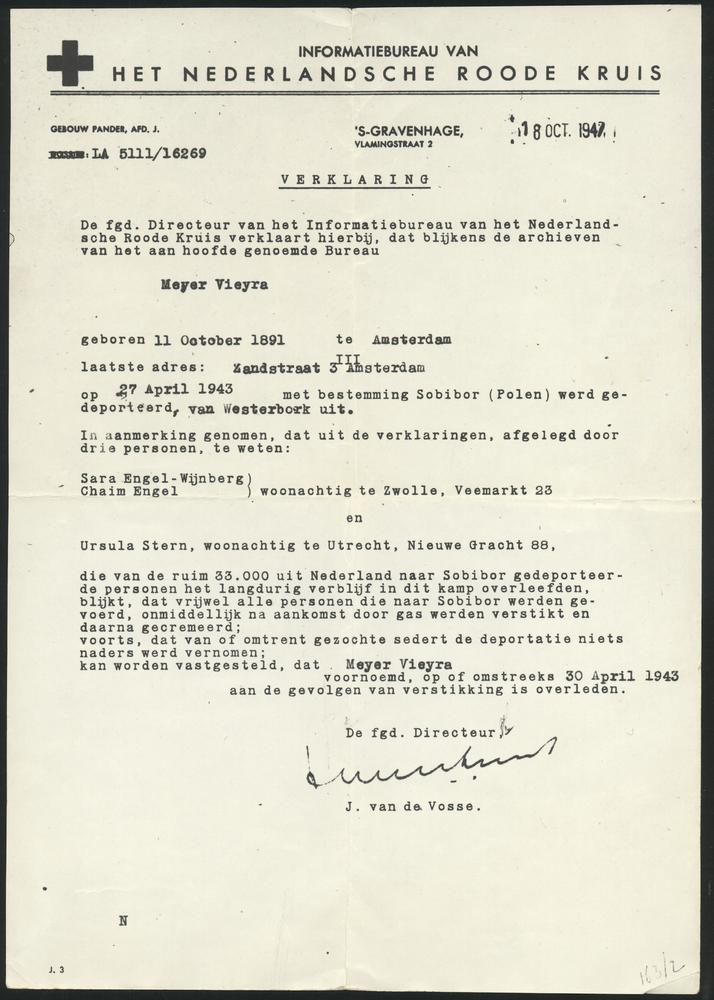 INFORMATIEBUREAU VAN
HET NEDERLANDSCHE ROODE KRUIS
GEBOUW PANDER, AFD. J.
'S-GRAVENHAGE,
18 OCT. 1947
VLAMINGSTRAAT 2
LA 5111/16269
VERKLARING
De fgd. Directeur van het Informatiebureau van het Nederland-
sche Roode Kruis verklaart hierbij, dat blijkens de archieven
van het aan hoofde genoemde Bureau
Meyer Vieyra
geboren 11 October 1891 te Amsterdam
laatste adres: Zandstraat 3 III Amsterdam
op 27 April 1943 met bestemming Sobibor (Polen) werd ge-
deporteerd, van Westerbork uit.
In aanmerking genomen, dat uit de verklaringen, afgelegd door
drie personen, te weten:
Sara Engel-Wijnberg)
Chaim Engel ) woonachtig te Zwolle, Veemarkt 23
en
Ursula Stern, woonachtig te Utrecht, Nieuwe Gracht 88,
die van de ruim 33.000 uit Nederland naar Sobibor gedeporteer-
de personen het langdurig verblijf in dit kamp overleefden,
blijkt, dat vrijwel alle personen die naar Sobibor werden ge-
voerd, onmiddellijk na aankomst door gas werden verstikt en
daarna gecremeerd;
voorts, dat van of omtrent gezochte sedert de deportatie niets
naders werd vernomen;
kan worden vastgesteld, dat Meyer Vieyra
voornoemd, op of omstreeks 30 April 1943
aan de gevolgen van verstikking is overleden.
De fgd. Directeur,
J. van de Vosse.
N
J. 3
163/2